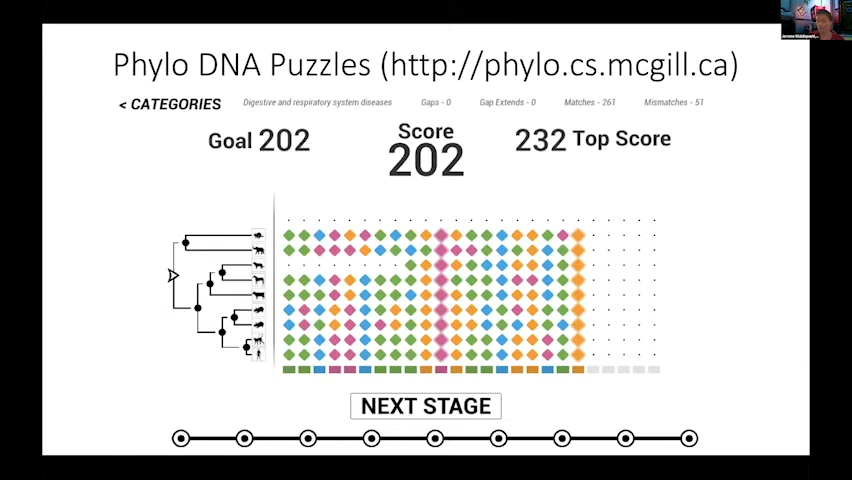 Phylo DNA Puzzles (http://phylo.cs.mcgill.ca)
< CATEGORIES Digestive and respiratory system diseases Gaps - 0 Gap Extends - 0 Matches - 261 Mismatches - 51
Goal 202 Score 202 232 Top Score
NEXT STAGE